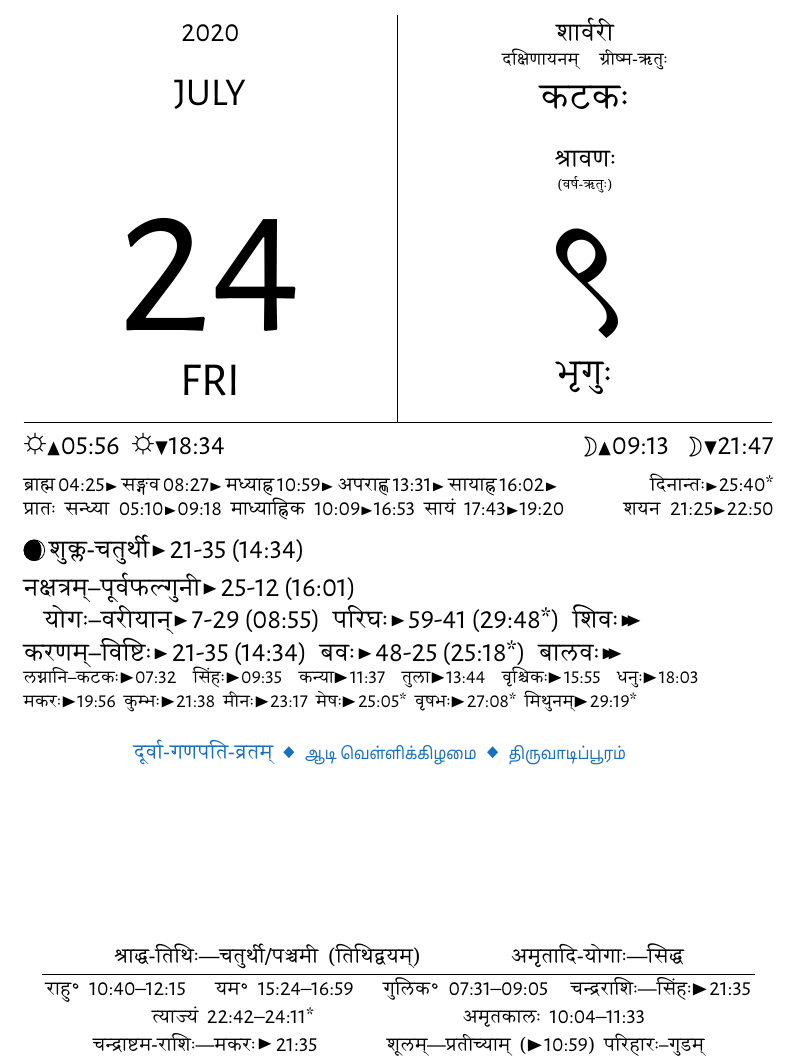 2020
JULY
24
FRI
शार्वरी
दक्षिणायनम् ग्रीष्म-ऋतुः
कटकः
श्रावणः
(वर्ष-ऋतुः)
९
भृगुः
☼▲05:56 ☼▼18:34 ☽▲09:13 ☽▼21:47
ब्राह्म 04:25► सङ्गव 08:27► मध्याह्न 10:59► अपराह्ण 13:31► सायाह्न 16:02► दिनान्तः►25:40*
प्रातः सन्ध्या 05:10►09:18 माध्याह्निक 10:09►16:53 सायं 17:43►19:20 शयन 21:25►22:50
शुक्ल-चतुर्थी► 21-35 (14:34)
नक्षत्रम्–पूर्वफल्गुनी► 25-12 (16:01)
योगः–वरीयान्►7-29 (08:55) परिघः►59-41 (29:48*) शिवः►►
करणम्–विष्टिः► 21-35 (14:34) बवः►48-25 (25:18*) बालवः►►
लग्नानि–कटकः►07:32 सिंहः►09:35 कन्या►11:37 तुला►13:44 वृश्चिकः►15:55 धनुः►18:03
मकरः►19:56 कुम्भः►21:38 मीनः►23:17 मेषः►25:05* वृषभः►27:08* मिथुनम्►29:19*
दूर्वा-गणपति-व्रतम् ◆ ஆடி வெள்ளிக்கிழமை ◆ திருவாடிப்பூரம்
श्राद्ध-तिथिः—चतुर्थी/पञ्चमी (तिथिद्वयम्) अमृतादि-योगाः—सिद्ध
राहु॰ 10:40–12:15 यम॰ 15:24–16:59 गुलिक॰ 07:31–09:05 चन्द्रराशिः—सिंहः►21:35
त्याज्यं 22:42–24:11* अमृतकालः 10:04–11:33
चन्द्राष्टम-राशिः—मकरः► 21:35 शूलम्—प्रतीच्याम् (►10:59) परिहारः–गुडम्